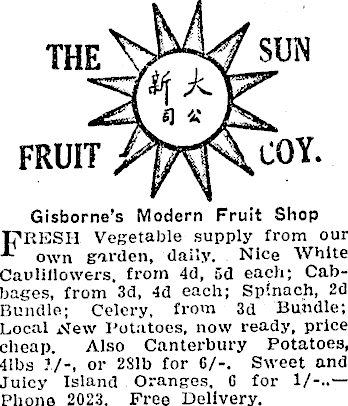 THE SUN
新大
司公
FRUIT COY.
Gisborne's Modern Fruit Shop
FRESH Vegetable supply from our
own garden, daily. Nice White
Cauliflowers, from 4d, 5d each; Cab-
bages, from 3d, 4d each; Spinach, 2d
Bundle; Celery, from 3d Bundle;
Local New Potatoes, now ready, price
cheap. Also Canterbury Potatoes,
4lbs 1/-, or 28lb for 6/-. Sweet and
Juicy Island Oranges, 6 for 1/-..—
Phone 2023. Free Delivery.